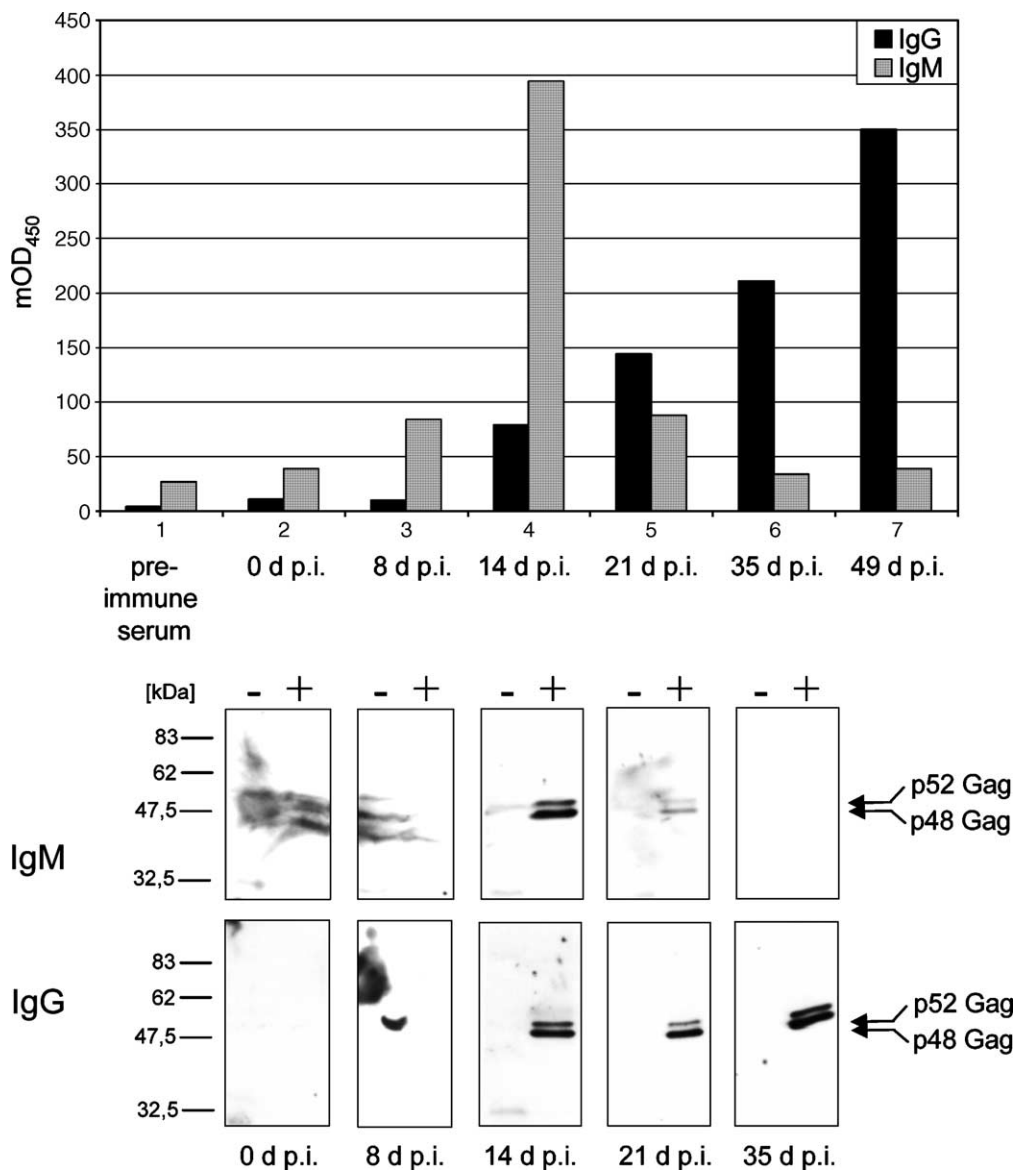 450
IgG
IgM
400
350
300
250
200
150
100
50
0
mOD450
1 2 3 4 5 6 7
pre-immune serum
0 d p.i. 8 d p.i. 14 d p.i. 21 d p.i. 35 d p.i. 49 d p.i.
[kDa] - + - + - + - + - +
83
62
47,5
32,5
IgM
p52 Gag
p48 Gag
83
62
47,5
32,5
IgG
p52 Gag
p48 Gag
0 d p.i. 8 d p.i. 14 d p.i. 21 d p.i. 35 d p.i.